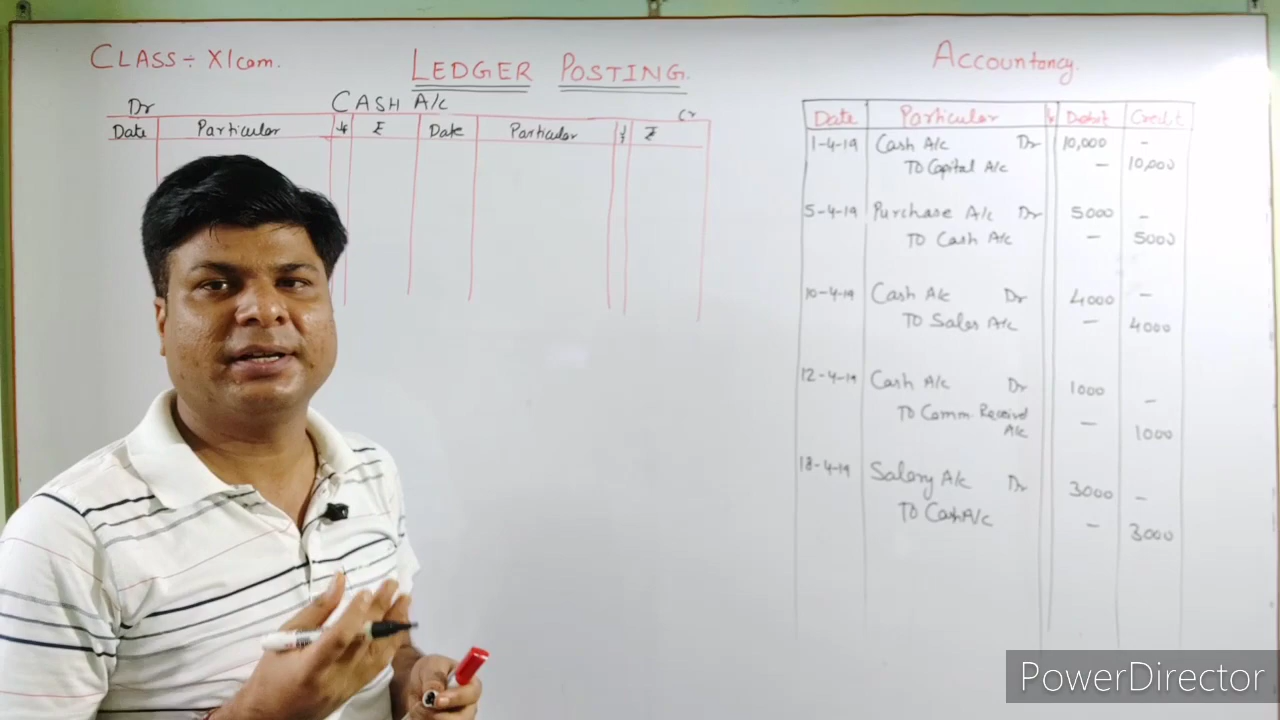 CLASS ÷ XI com.
LEDGER POSTING.
Accountancy.
CASH A/c
Dr
Cr
Date Particular ₹ Date Particular ₹
Date Particular Debit Credit
1-4-19 Cash A/c Dr 10,000 -
TO Capital A/c - 10,000
5-4-19 Purchase A/c Dr 5000 -
TO Cash A/c - 5000
10-4-19 Cash A/c Dr 4000 -
TO Sales A/c - 4000
12-4-19 Cash A/c Dr 1000 -
TO Comm. Received - 
A/c 1000
18-4-19 Salary A/c Dr 3000 -
TO Cash A/c - 3000
PowerDirector